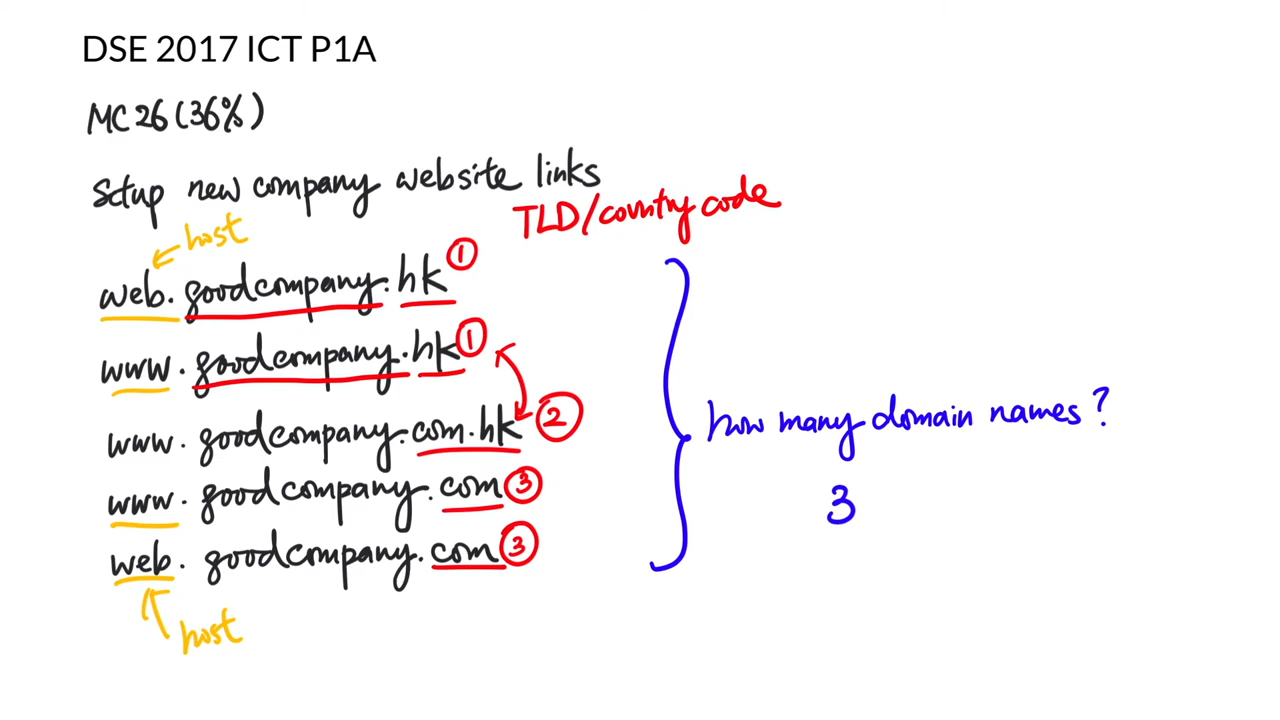 DSE 2017 ICT P1A
MC 26 (36%)
Setup new company website links
TLD/country code
host
web. goodcompany. hk ①
www. goodcompany. hk ①
www. goodcompany. com. hk ②
how many domain names?
www. goodcompany. com ③
3
web. goodcompany. com ③
host